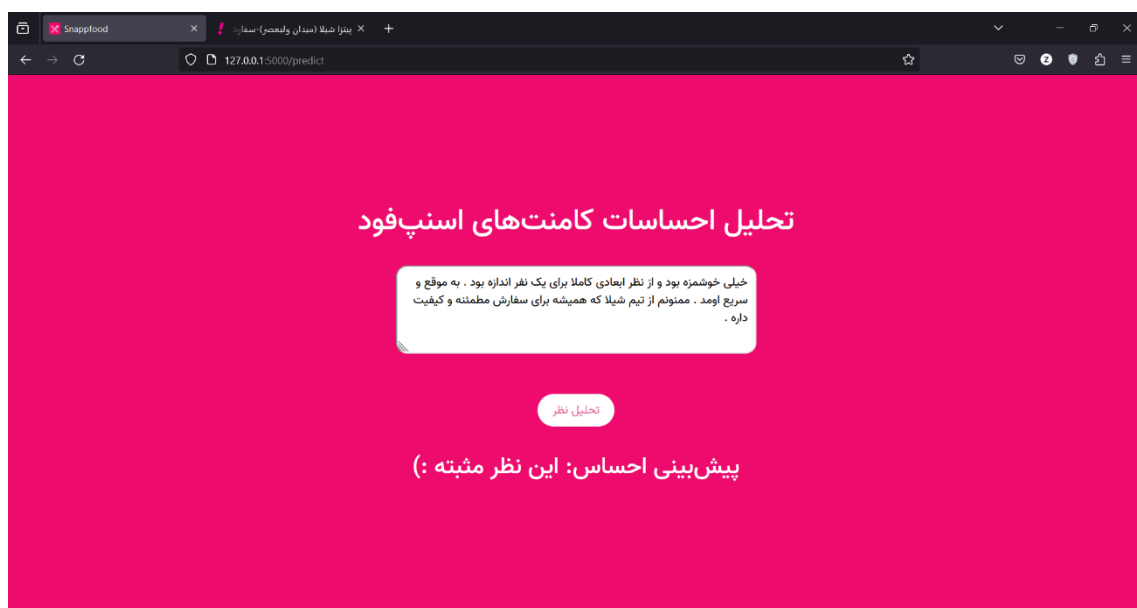 Snappfood
پیتزا شیلا (میدان ولیعصر)-سفارش
127.0.0.1:5000/predict
Z
تحلیل احساسات کامنت‌های اسنپ‌فود
خیلی خوشمزه بود و از نظر ابعادی کاملا برای یک نفر اندازه بود . به موقع و
سریع اومد . ممنونم از تیم شیلا که همیشه برای سفارش مطمئنه و کیفیت
داره .
تحلیل نظر
پیش‌بینی احساس: این نظر مثبته :)